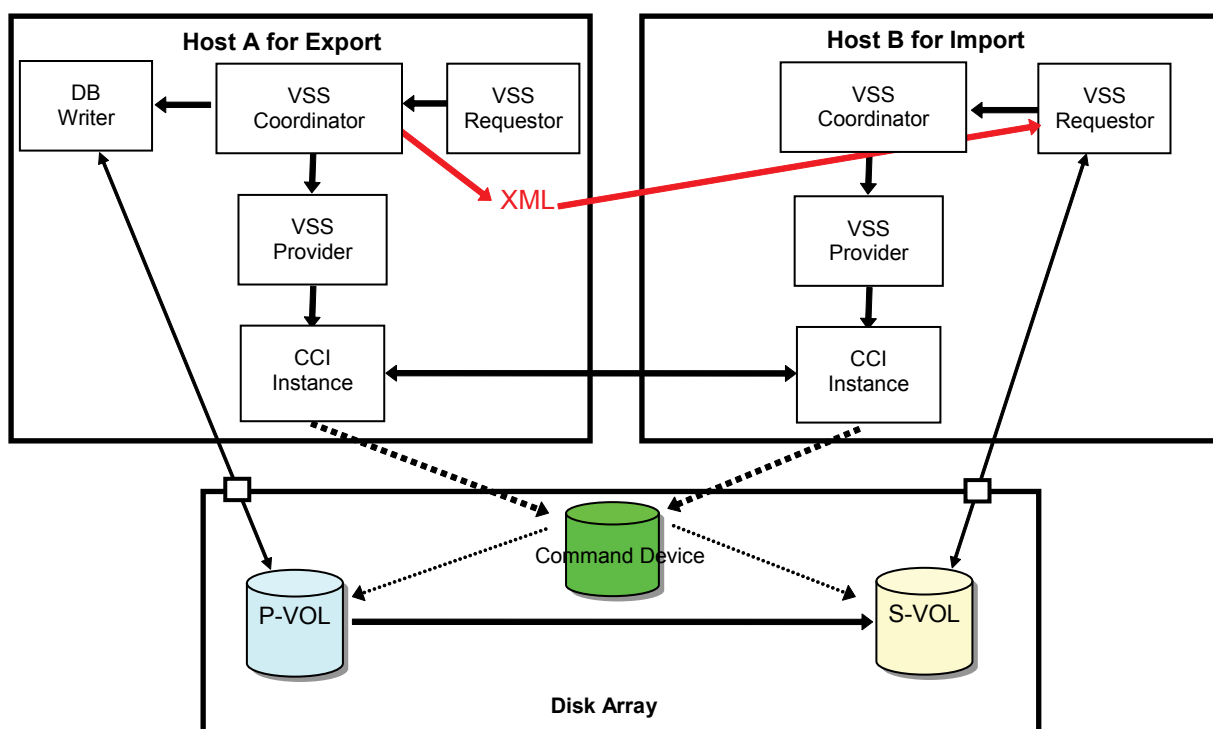 Host A for Export
DB
Writer
VSS
Coordinator
VSS
Requestor
VSS
Provider
CCI
Instance
XML
Host B for Import
VSS
Coordinator
VSS
Requestor
VSS
Provider
CCI
Instance
Command Device
P-VOL
S-VOL
Disk Array